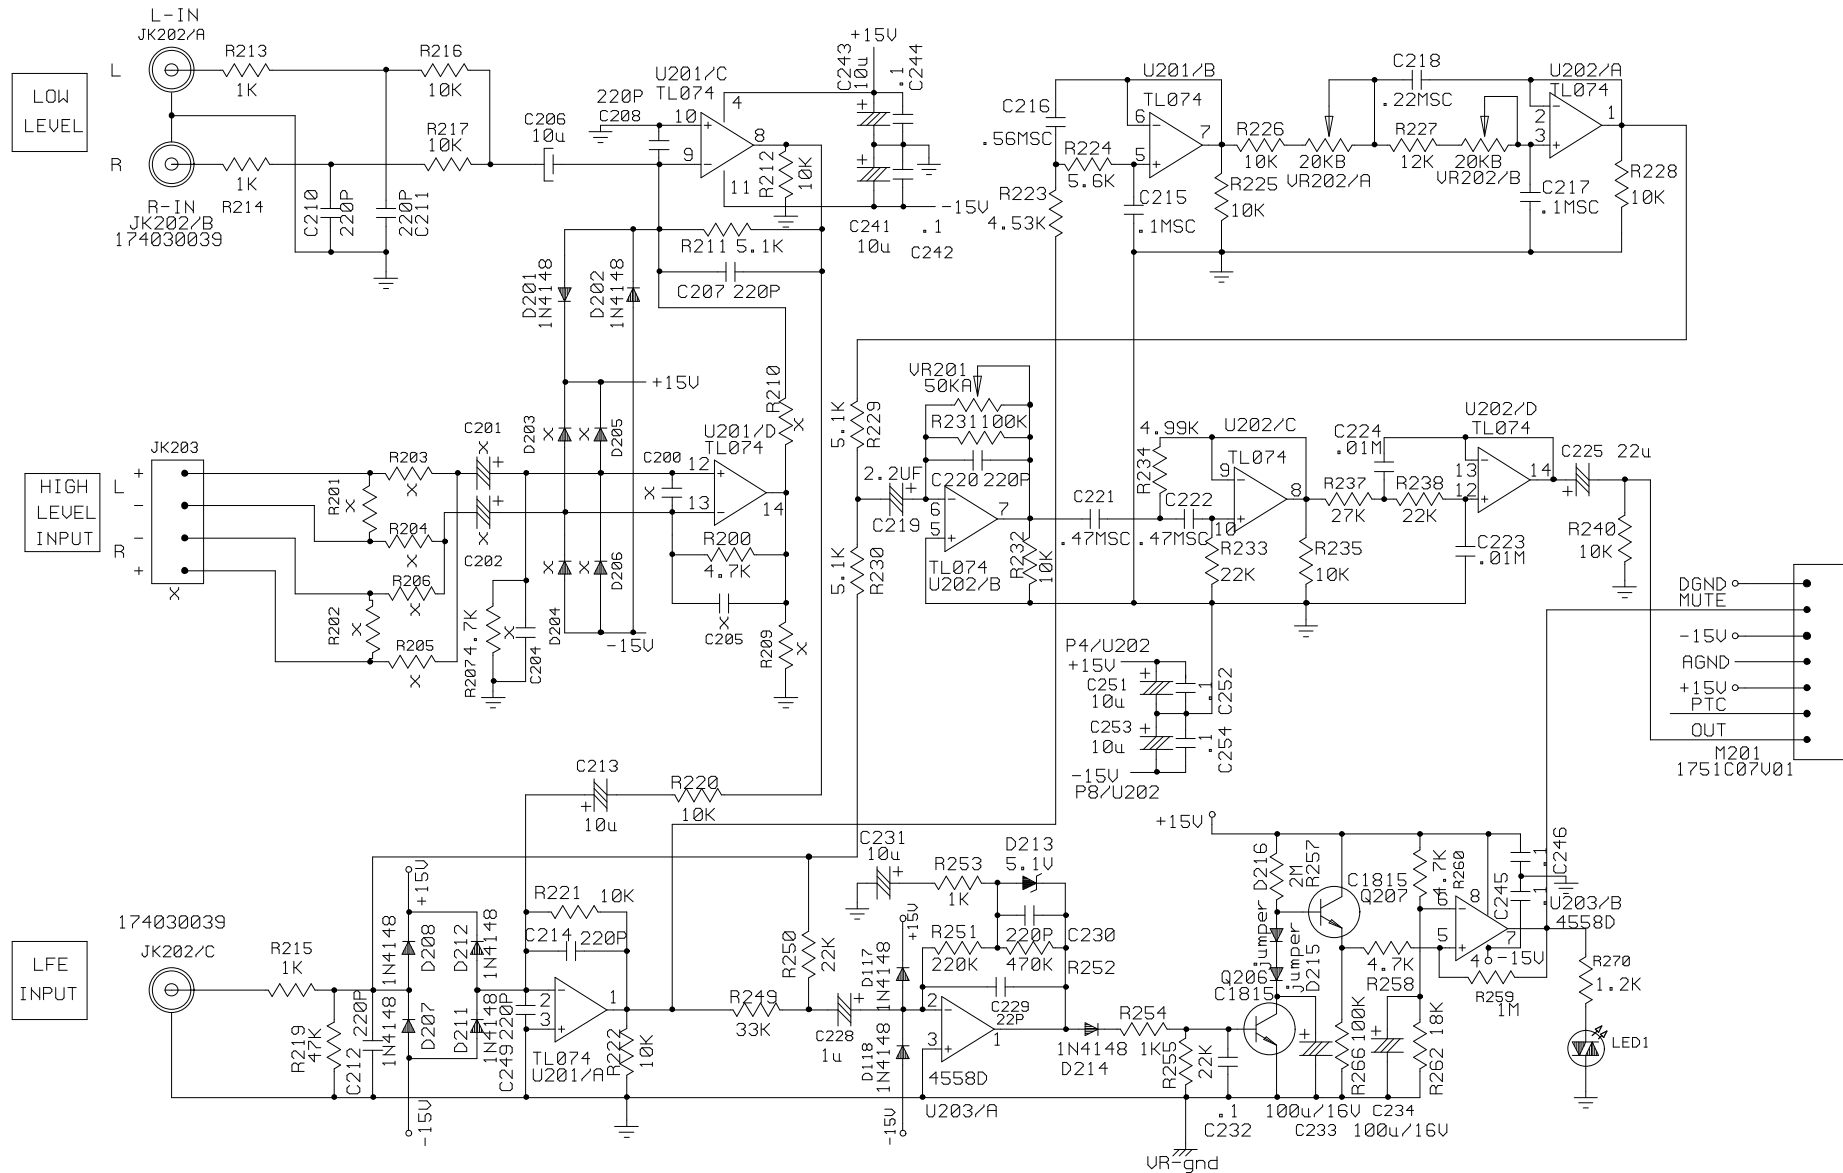 L-IN
JK202/A
L
R213
1K
R216
10K
LOW
LEVEL
R217
10K
R
1K
R214
R-IN
JK202/B
174030039
C210
220P
220P
C211
C206
10u
220P
C208
U201/C
TL074
10
9
4
8
11
R212
10K
+15V
C243
10u
.1
C244
-15V
C241
10u
.1
C242
R211 5.1K
C207 220P
D201
1N4148
D202
1N4148
C216
.56MSC
R223
4.53K
R224
5.6K
C215
.1MSC
U201/B
TL074
6
5
7
R225
10K
R226
10K
20KB
VR202/A
C218
.22MSC
R227
12K
20KB
VR202/B
U202/A
TL074
2
3
1
C217
.1MSC
R228
10K
HIGH
LEVEL
INPUT
JK203
+
L
-
-
R
+
X
R203
X
R201
X
R204
X
R206
X
R202
X
R205
X
C201
X
+
X
+
C202
D203
X
X
D205
+15V
R207 4.7K
X
C204
X
X
D204
D206
-15V
U201/D
TL074
C200
X
12
13
14
R210
X
R200
4.7K
X
C205
R209
X
5.1K
R229
5.1K
R230
2.2UF
+
C219
VR201
50KA
R231 100K
C220 220P
6
5
7
TL074
U202/B
R232
10K
C221
.47MSC
C222
.47MSC
4.99K
R234
U202/C
TL074
9
10
8
R233
22K
R235
10K
R237
27K
C224
.01M
R238
22K
U202/D
TL074
13
12
14
C223
.01M
C225 22u
+
R240
10K
P4/U202
+15V
+
C251
10u
.1
C252
C253
10u
+
.1
C254
-15V
P8/U202
DGND
MUTE
-15V
AGND
+15V
PTC
OUT
M201
1751C07V01
C213
+
10u
R220
10K
LFE
INPUT
174030039
JK202/C
R215
1K
R219
47K
C212
220P
+15V
1N4148
D208
D212
1N4148
1N4148
D207
D211
1N4148
-15V
R221 10K
C214 220P
C249 220P
2
3
1
TL074
U201/A
R222
10K
R250
22K
R249
33K
C228
1u
+
C231
10u
+
R253
1K
D213
5.1V
220P
C230
R251
220K
470K
R252
C229
22P
+15V
D117
1N4148
D118
1N4148
-15V
2
3
1
4558D
U203/A
1N4148
D214
R254
1K
R255
22K
.1
C232
VR-gnd
+15V
D216
2M
R257
jumper
jumper
D215
C1815
Q207
Q206
C1815
+
100u/16V
C233
R266
100K
4.7K
R258
+
C234
100u/16V
4.7K
R260
R262
18K
6
5
8
7
4
-15V
U203/B
4558D
.1
C246
C245
.1
R259
1M
R270
1.2K
LED1